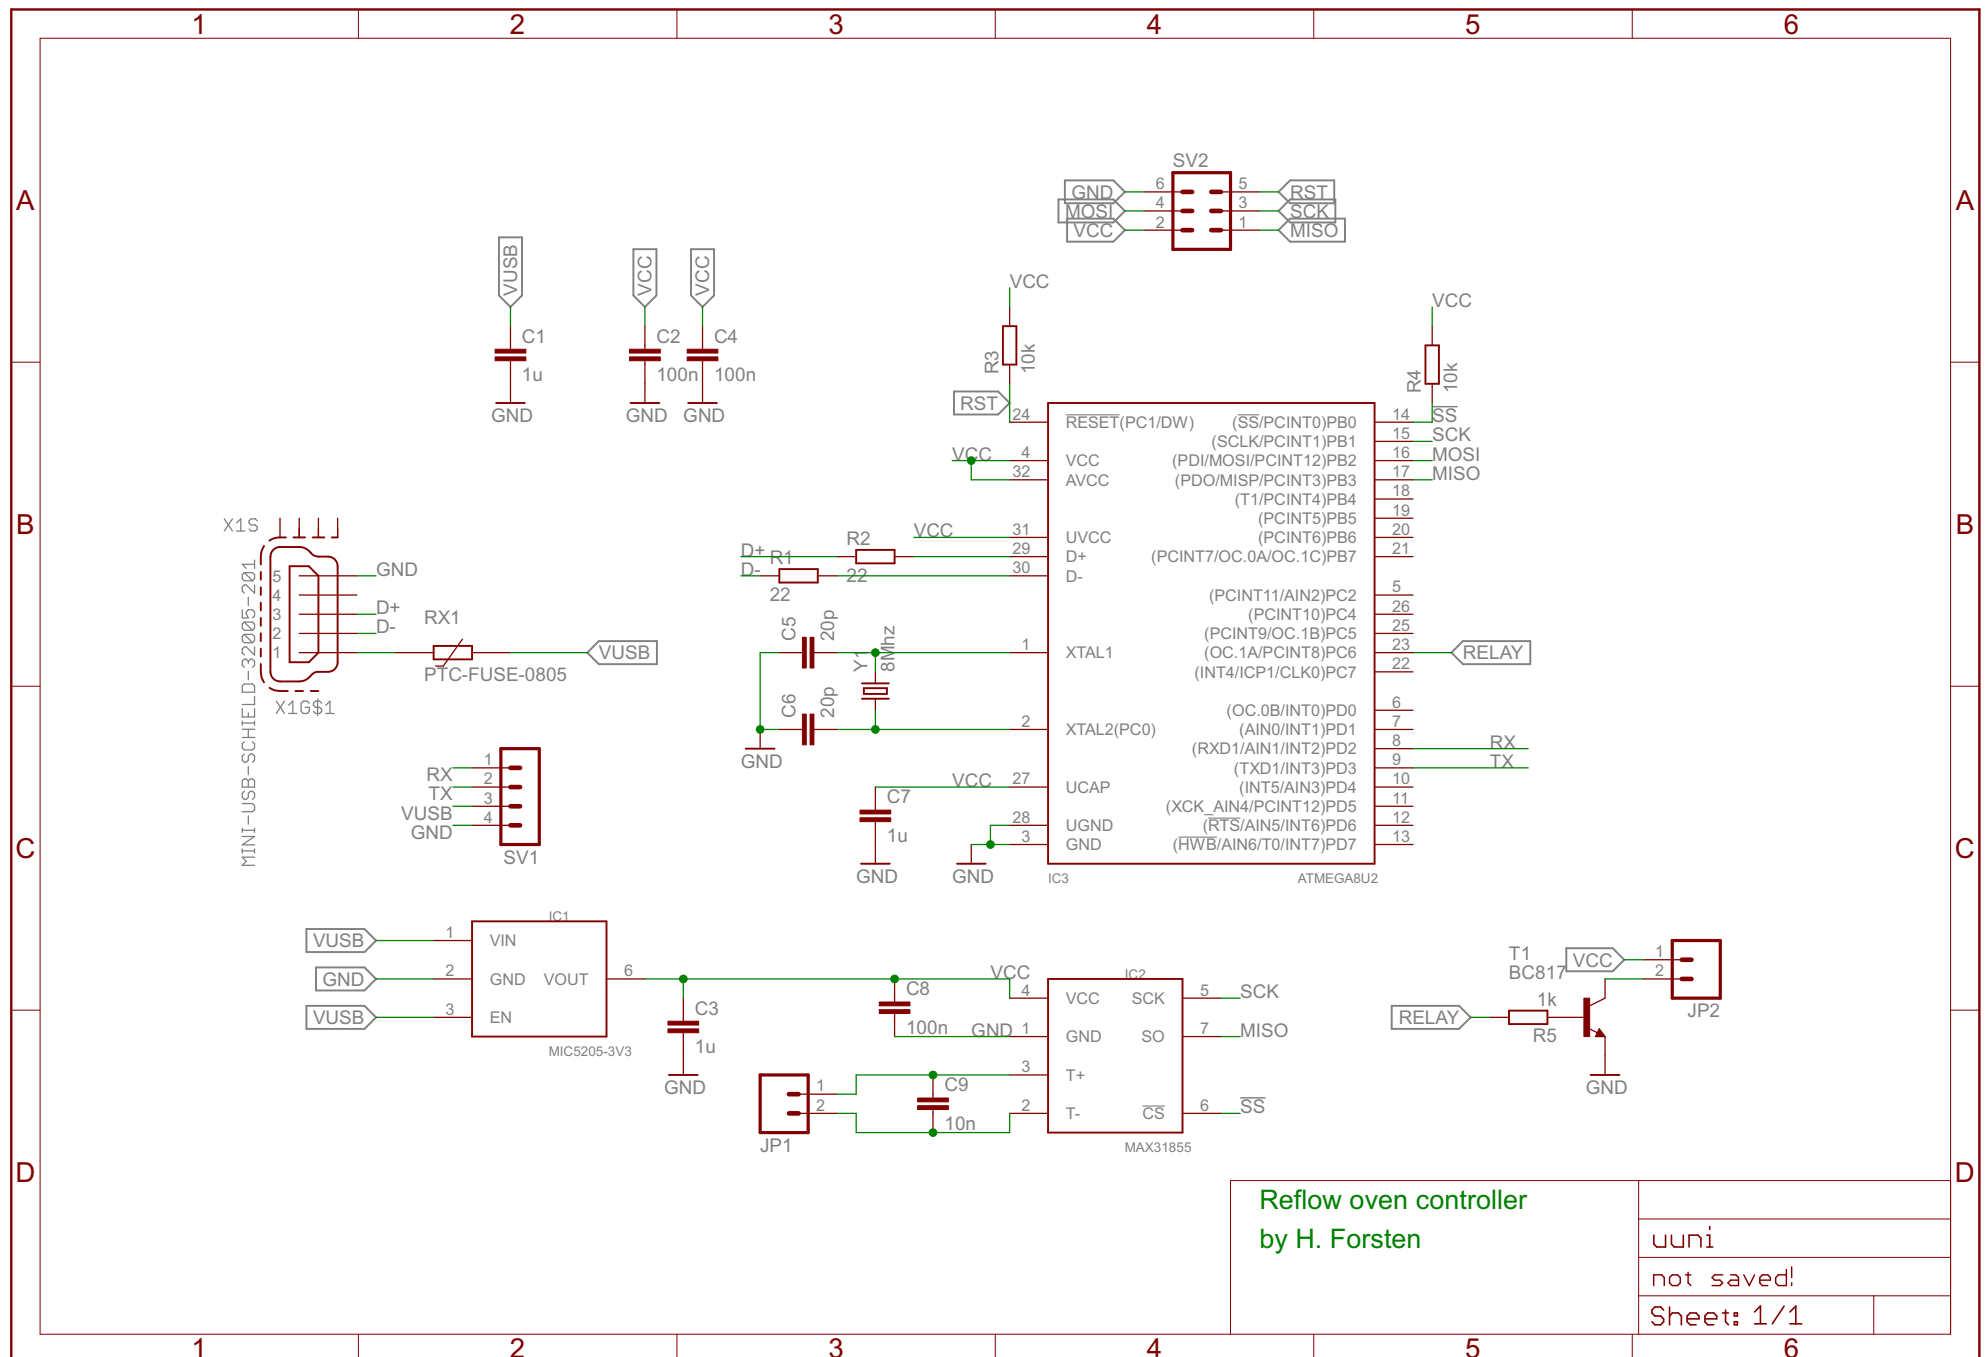 1 2 3 4 5 6
A A
SV2
GND 6 5 RST
MOSI 4 3 SCK
VCC 2 1 MISO
VUSB VCC VCC
C1 C2 C4
1u 100n 100n
GND GND GND
VCC
R3 10k
RST
VCC
R4 10k
24 RESET(PC1/DW) (SS/PCINT0)PB0 14 SS
(SCLK/PCINT1)PB1 15 SCK
VCC 4 VCC (PDI/MOSI/PCINT12)PB2 16 MOSI
32 AVCC (PDO/MISP/PCINT3)PB3 17 MISO
(T1/PCINT4)PB4 18
(PCINT5)PB5 19
VCC 31 UVCC (PCINT6)PB6 20
D+ R2 29 D+ (PCINT7/OC.0A/OC.1C)PB7 21
D- R1 22 30 D-
22
(PCINT11/AIN2)PC2 5
(PCINT10)PC4 26
(PCINT9/OC.1B)PC5 25
1 XTAL1 (OC.1A/PCINT8)PC6 23 RELAY
(INT4/ICP1/CLK0)PC7 22
C5 20p
Y1 8Mhz
C6 20p
GND
(OC.0B/INT0)PD0 6
2 XTAL2(PC0) (AIN0/INT1)PD1 7
(RXD1/AIN1/INT2)PD2 8 RX
(TXD1/INT3)PD3 9 TX
VCC 27 UCAP (INT5/AIN3)PD4 10
C7 (XCK_AIN4/PCINT12)PD5 11
1u 28 UGND (RTS/AIN5/INT6)PD6 12
3 GND (HWB/AIN6/T0/INT7)PD7 13
GND GND
IC3 ATMEGA8U2
B B
X1S
5 GND
4
3 D+
2 D-
1
RX1
PTC-FUSE-0805
VUSB
X1G$1
MINI-USB-SCHIELD-32005-201
RX 1
TX 2
VUSB 3
GND 4
SV1
C C
IC1
VUSB 1 VIN
GND 2 GND VOUT 6
VUSB 3 EN
MIC5205-3V3
C3
1u
GND
C8
100n
VCC
IC2
4 VCC SCK 5 SCK
GND 1 GND SO 7 MISO
3 T+
2 T- CS 6 SS
MAX31855
C9
10n
1
2
JP1
T1
BC817
VCC 1
2
JP2
RELAY
1k
R5
GND
D D
Reflow oven controller
by H. Forsten
uuni
not saved!
Sheet: 1/1
1 2 3 4 5 6